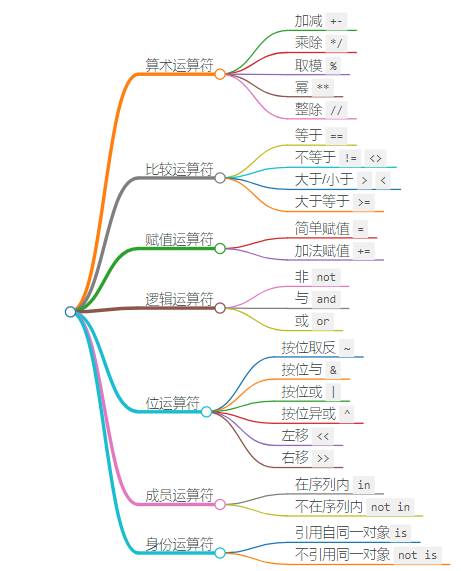 算术运算符
加减 +-
乘除 */
取模 %
幂 **
整除 //
比较运算符
等于 ==
不等于 != <>
大于/小于 > <
大于等于 >=
赋值运算符
简单赋值 =
加法赋值 +=
逻辑运算符
非 not
与 and
或 or
位运算符
按位取反 ~
按位与 &
按位或 |
按位异或 ^
左移 <<
右移 >>
成员运算符
在序列内 in
不在序列内 not in
身份运算符
引用自同一对象 is
不引用同一对象 not is